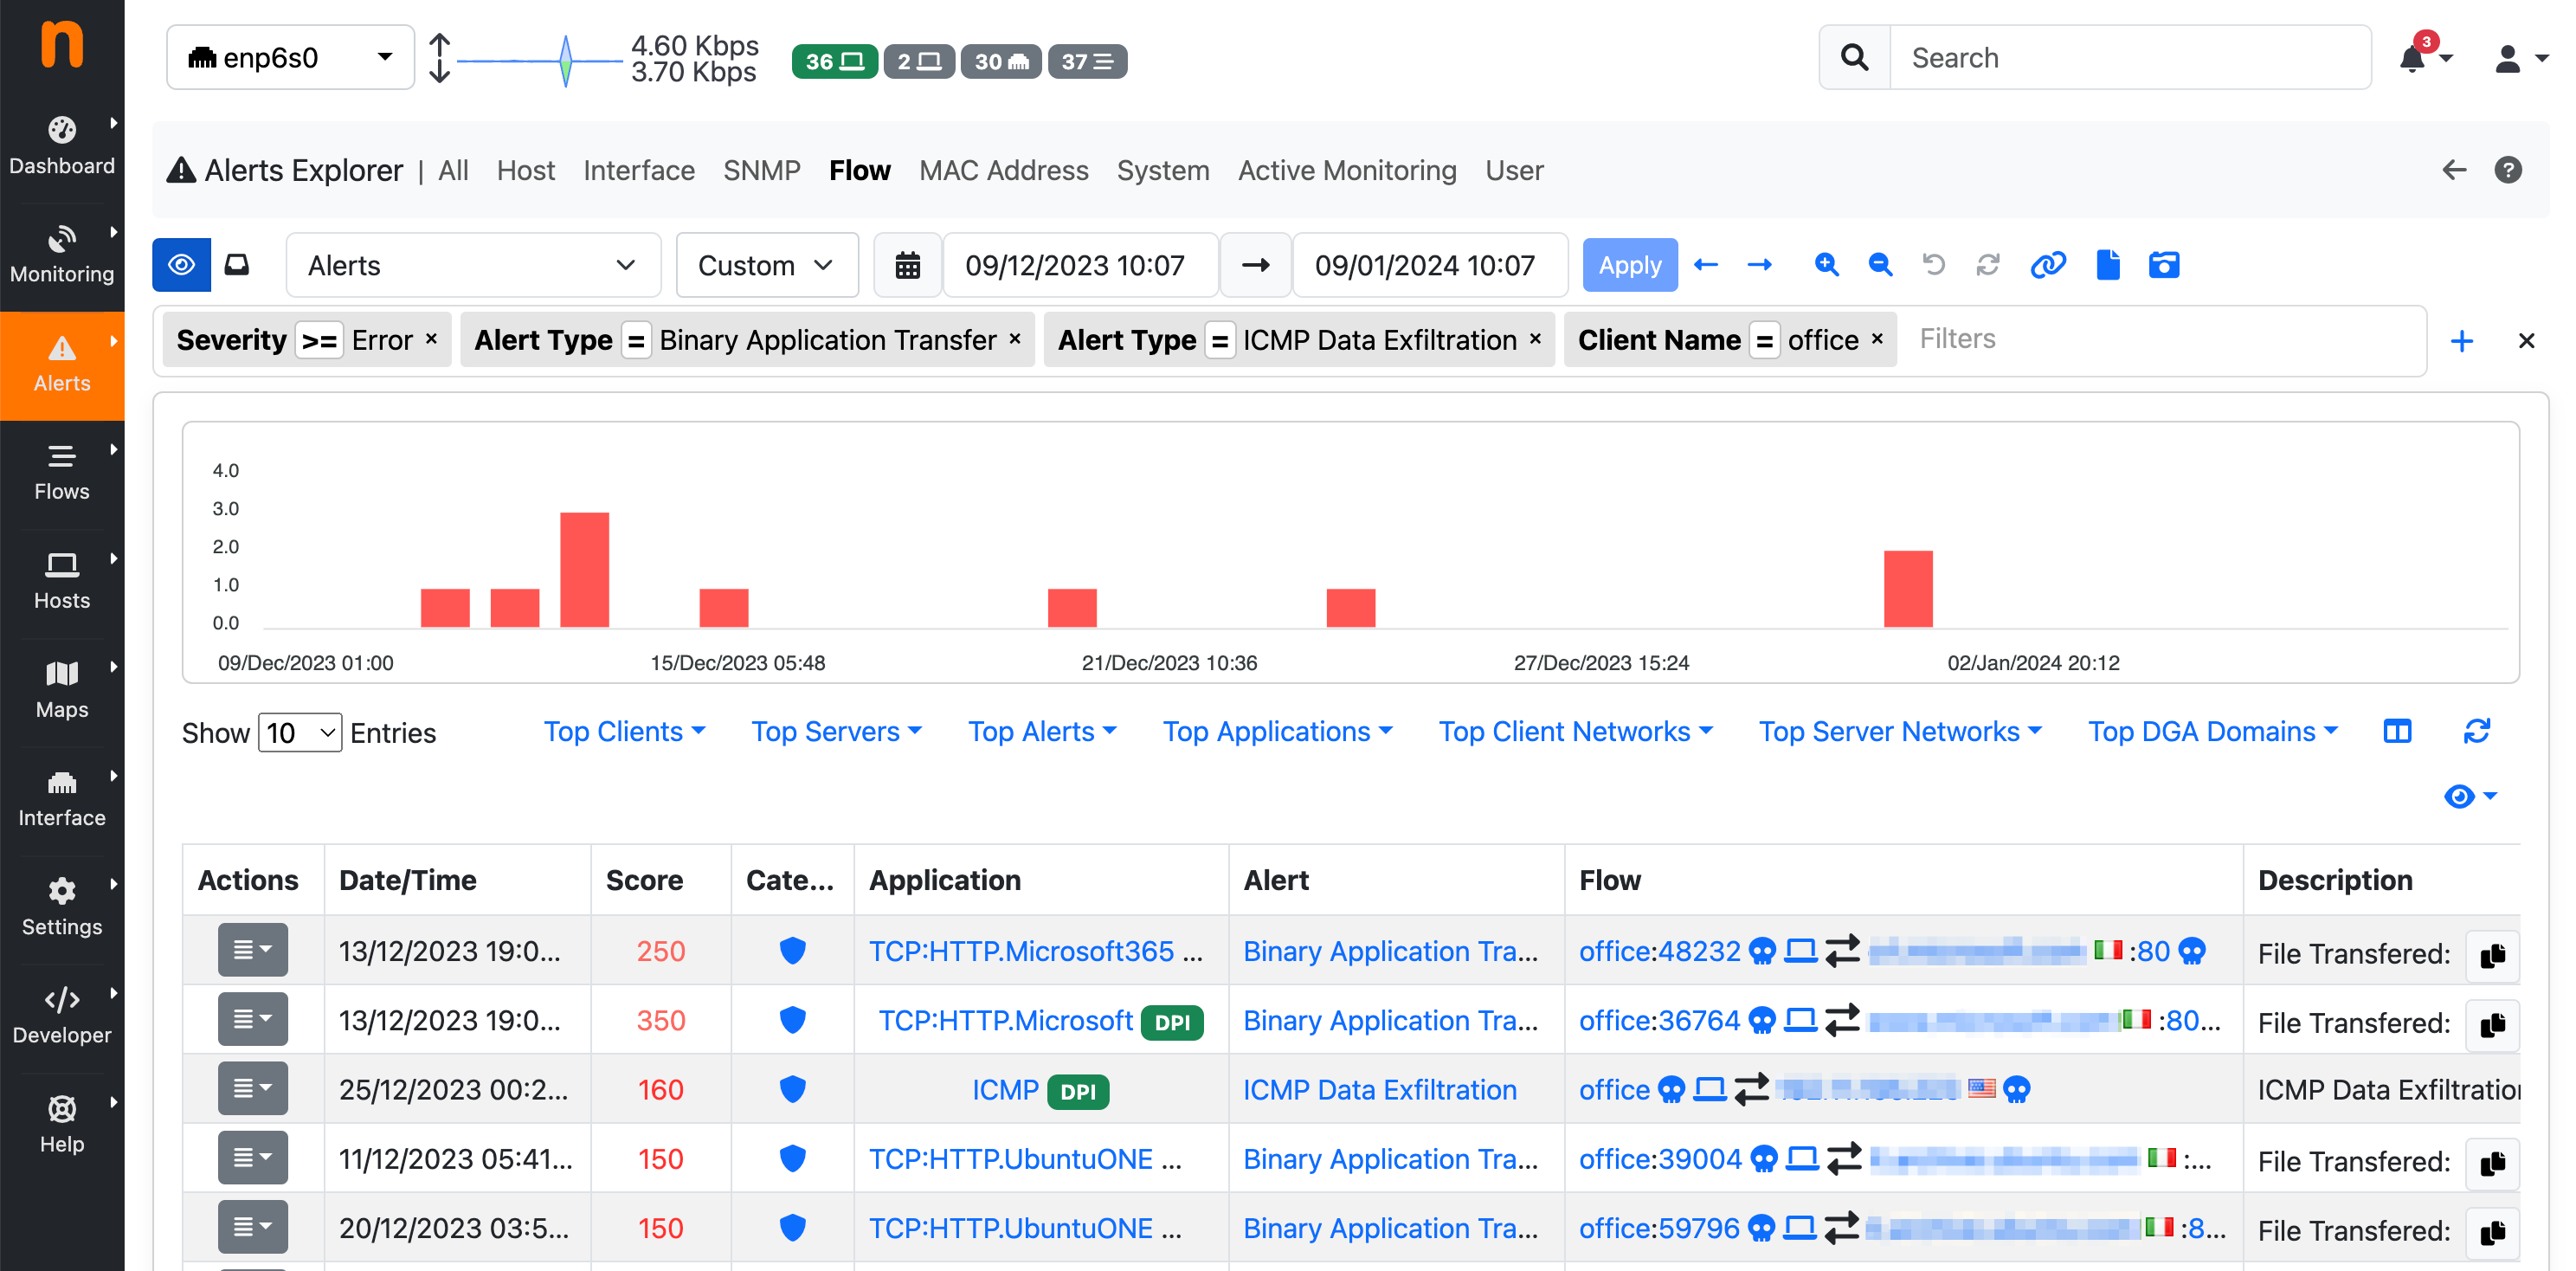 n
enp6s0
4.60 Kbps
3.70 Kbps
36
2
30
37
Search
3
Dashboard
Monitoring
Alerts
Flows
Hosts
Maps
Interface
Settings
Developer
Help
Alerts Explorer | All Host Interface SNMP Flow MAC Address System Active Monitoring User
?
Alerts
Custom
09/12/2023 10:07
09/01/2024 10:07
Apply
Severity >= Error × Alert Type = Binary Application Transfer × Alert Type = ICMP Data Exfiltration × Client Name = office × Filters
4.0
3.0
2.0
1.0
0.0
09/Dec/2023 01:00 15/Dec/2023 05:48 21/Dec/2023 10:36 27/Dec/2023 15:24 02/Jan/2024 20:12
Show 10 Entries Top Clients Top Servers Top Alerts Top Applications Top Client Networks Top Server Networks Top DGA Domains
Actions Date/Time Score Cate... Application Alert Flow Description
13/12/2023 19:0... 250 TCP:HTTP.Microsoft365 ... Binary Application Tra... office:48232 :80 File Transfered:
13/12/2023 19:0... 350 TCP:HTTP.Microsoft DPI Binary Application Tra... office:36764 :80... File Transfered:
25/12/2023 00:2... 160 ICMP DPI ICMP Data Exfiltration office ICMP Data Exfiltration
11/12/2023 05:41... 150 TCP:HTTP.UbuntuONE ... Binary Application Tra... office:39004 :... File Transfered:
20/12/2023 03:5... 150 TCP:HTTP.UbuntuONE ... Binary Application Tra... office:59796 :8... File Transfered: